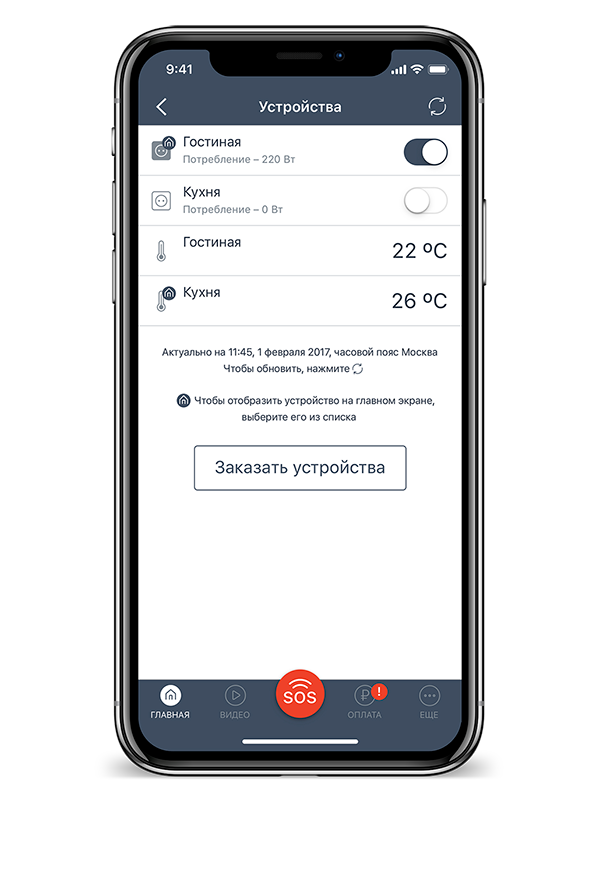 9:41
Устройства
Гостиная
Потребление – 220 Вт
Кухня
Потребление – 0 Вт
Гостиная
22 ºC
Кухня
26 ºC
Актуально на 11:45, 1 февраля 2017, часовой пояс Москва
Чтобы обновить, нажмите
Чтобы отобразить устройство на главном экране,
выберите его из списка
Заказать устройства
SOS
!
ГЛАВНАЯ
ВИДЕО
ОПЛАТА
ЕЩЕ